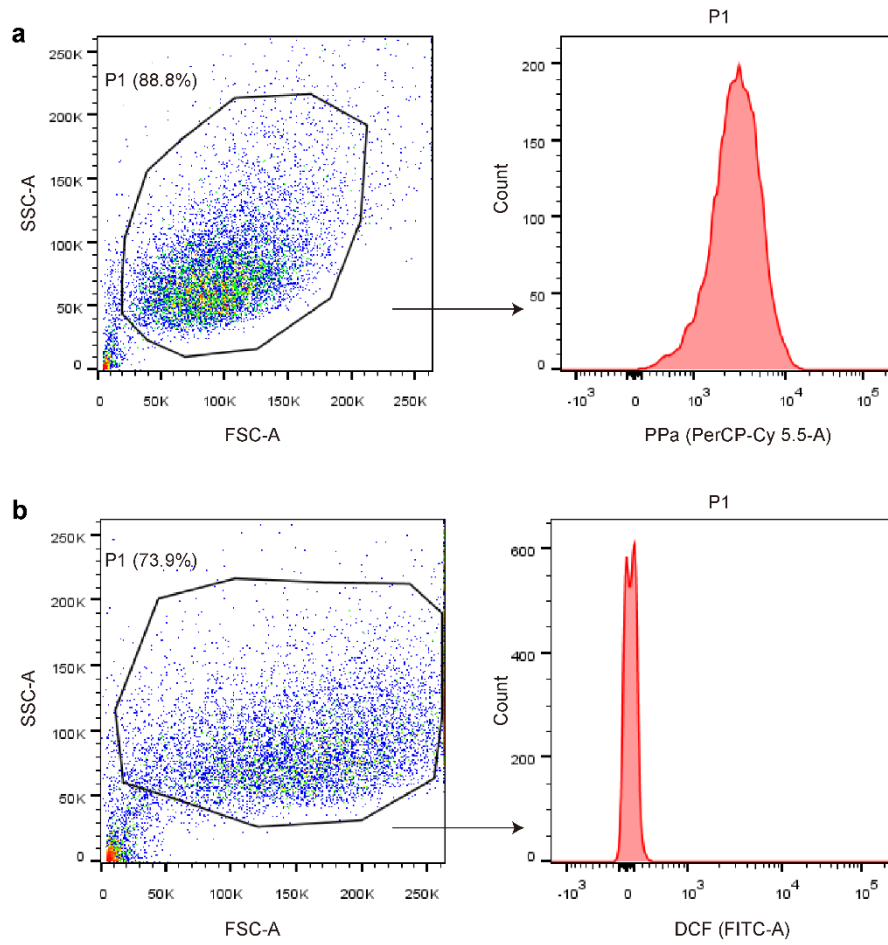 a
P1
250K
200K
150K
100K
50K
0
P1 (88.8%)
SSC-A
0
50K
100K
150K
200K
250K
FSC-A
200
150
100
50
0
Count
-10³
0
10³
10⁴
10⁵
PPa (PerCP-Cy 5.5-A)
b
P1
250K
200K
150K
100K
50K
0
P1 (73.9%)
SSC-A
0
50K
100K
150K
200K
250K
FSC-A
600
400
200
0
Count
-10³
0
10³
10⁴
10⁵
DCF (FITC-A)